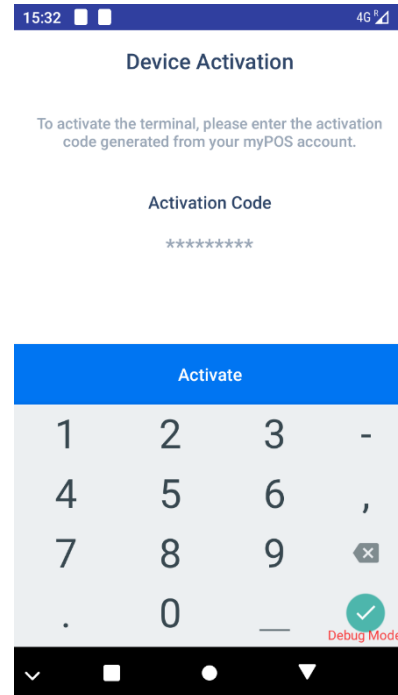 15:32 4G R
Device Activation
To activate the terminal, please enter the activation
code generated from your myPOS account.
Activation Code
*********
Activate
1 2 3 -
4 5 6 ,
7 8 9
. 0 _
Debug Mode